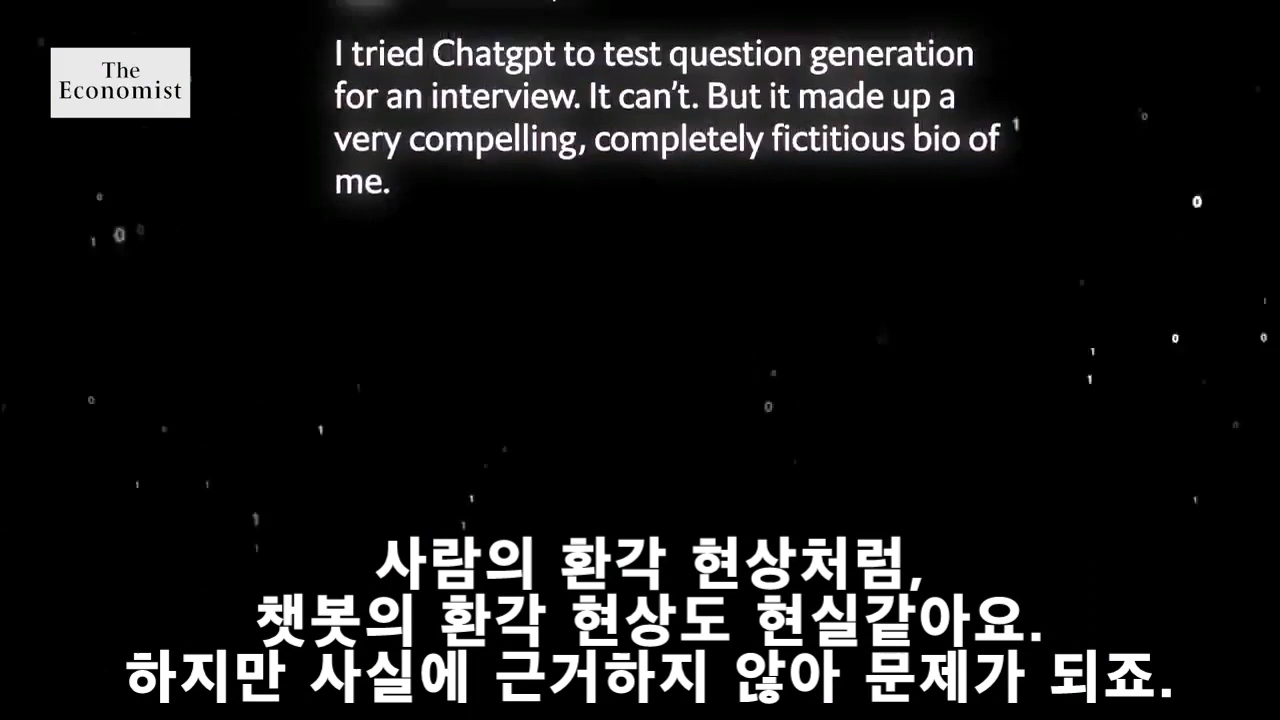 The
Economist
I tried Chatgpt to test question generation
for an interview. It can't. But it made up a
very compelling, completely fictitious bio of
me.
사람의 환각 현상처럼,
챗봇의 환각 현상도 현실같아요.
하지만 사실에 근거하지 않아 문제가 되죠.